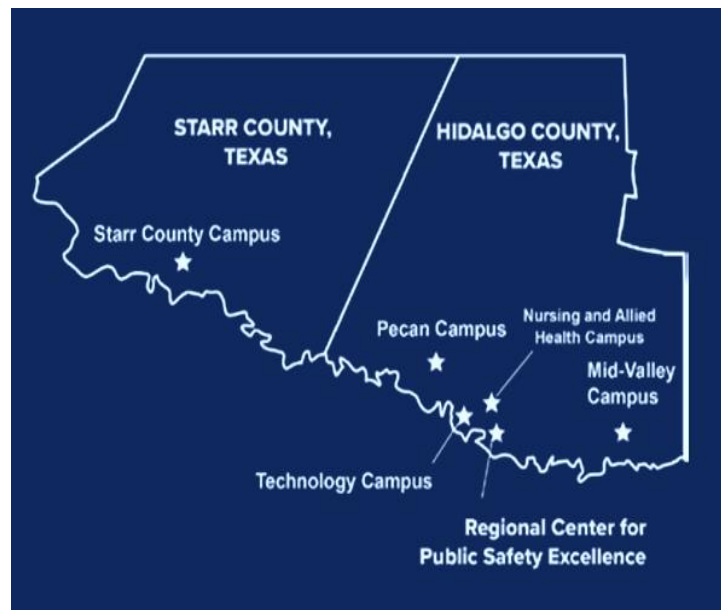 STARR COUNTY,
TEXAS
HIDALGO COUNTY,
TEXAS
Starr County Campus
Pecan Campus
Nursing and Allied
Health Campus
Mid-Valley
Campus
Technology Campus
Regional Center for
Public Safety Excellence